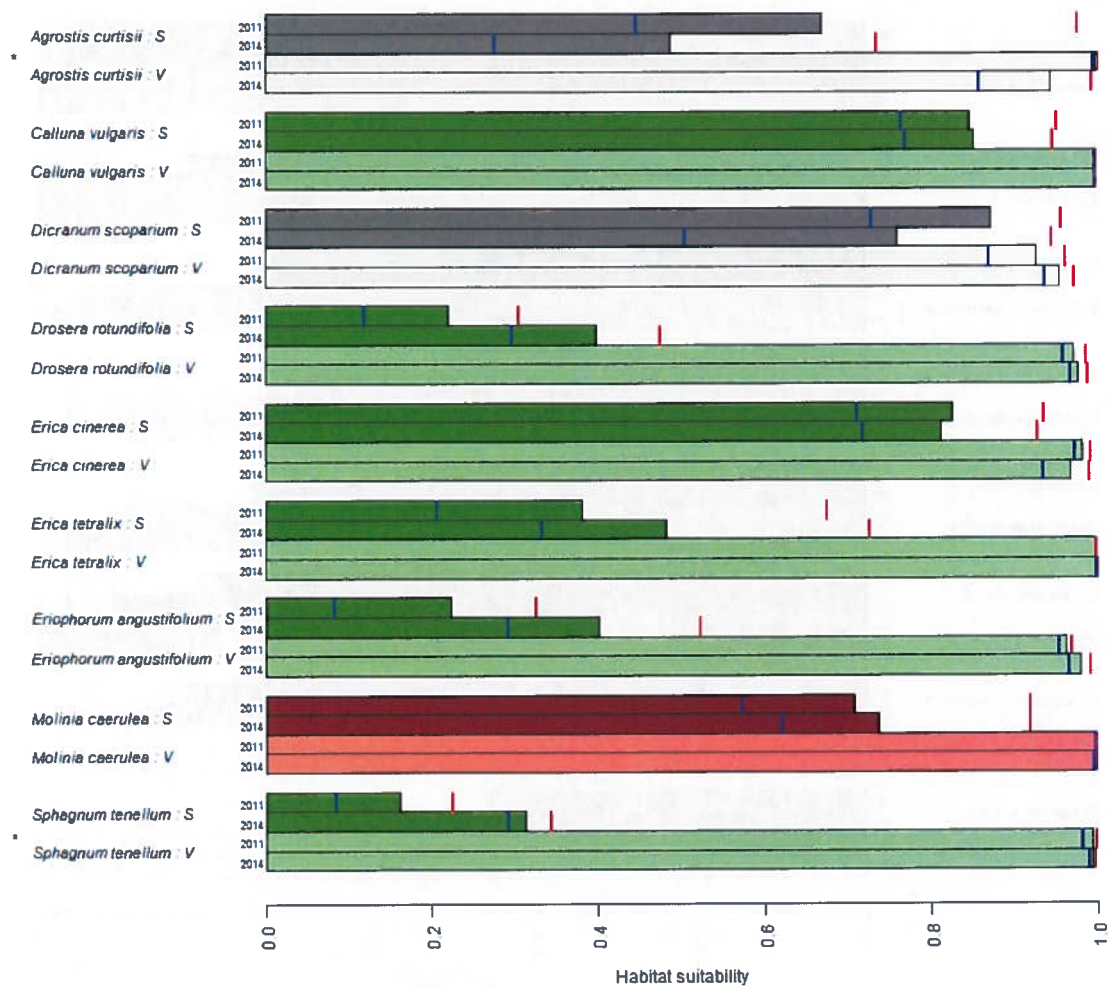 2011
Agrostis curtisii : S
2014
*
2011
Agrostis curtisii : V
2014
2011
Calluna vulgaris : S
2014
2011
Calluna vulgaris : V
2014
2011
Dicranum scoparium : S
2014
2011
Dicranum scoparium : V
2014
2011
Drosera rotundifolia : S
2014
2011
Drosera rotundifolia : V
2014
2011
Erica cinerea : S
2014
2011
Erica cinerea : V
2014
2011
Erica tetralix : S
2014
2011
Erica tetralix : V
2014
2011
Eriophorum angustifolium : S
2014
2011
Eriophorum angustifolium : V
2014
2011
Molinia caerulea : S
2014
2011
Molinia caerulea : V
2014
2011
Sphagnum tenellum : S
2014
*
2011
Sphagnum tenellum : V
2014
0.0 0.2 0.4 0.6 0.8 1.0
Habitat suitability